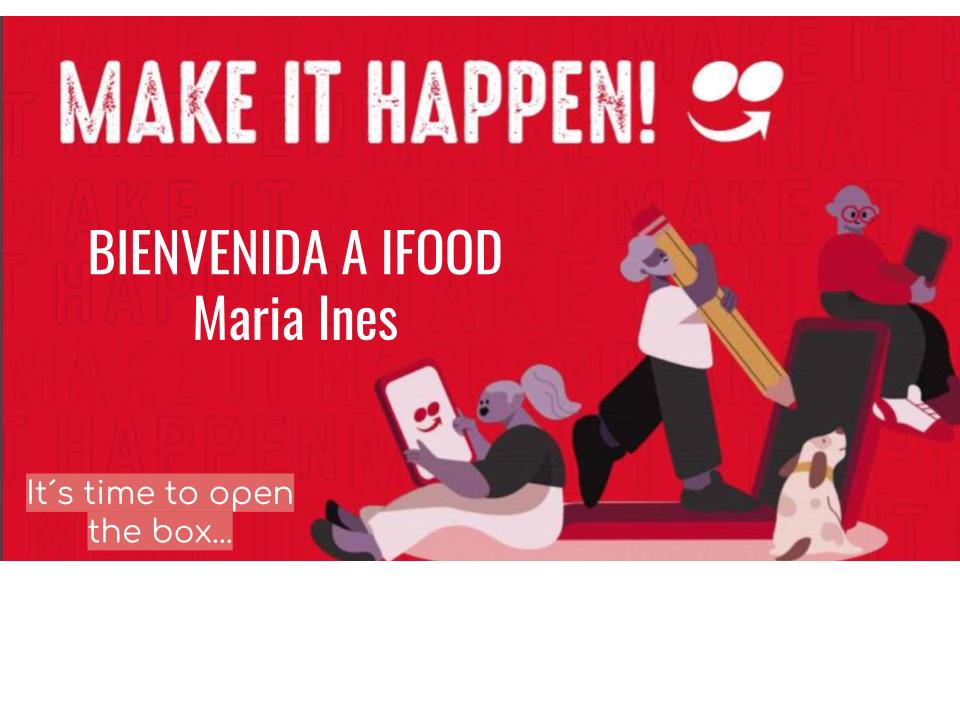 MAKE IT HAPPEN!
BIENVENIDA A IFOOD
Maria Ines
It´s time to open
the box...